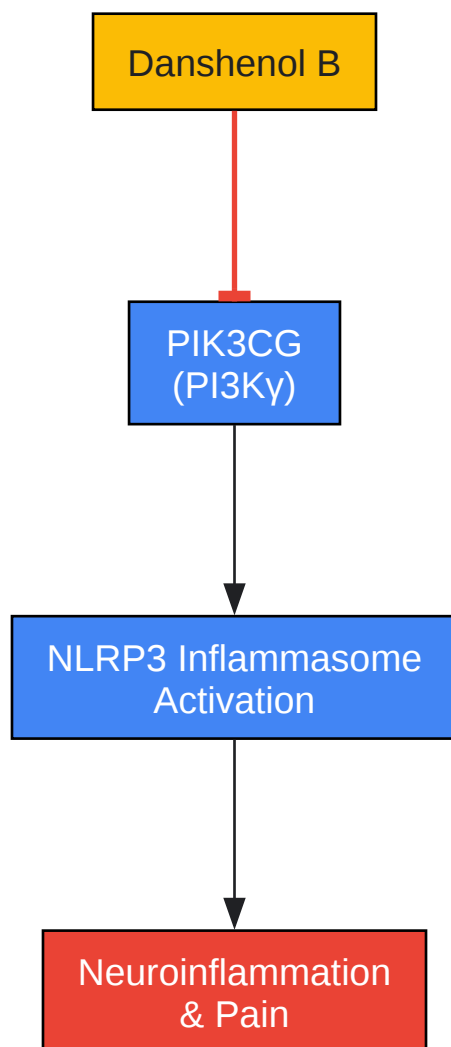 Danshenol B
PIK3CG
(PI3Kγ)
NLRP3 Inflammasome
Activation
Neuroinflammation
& Pain